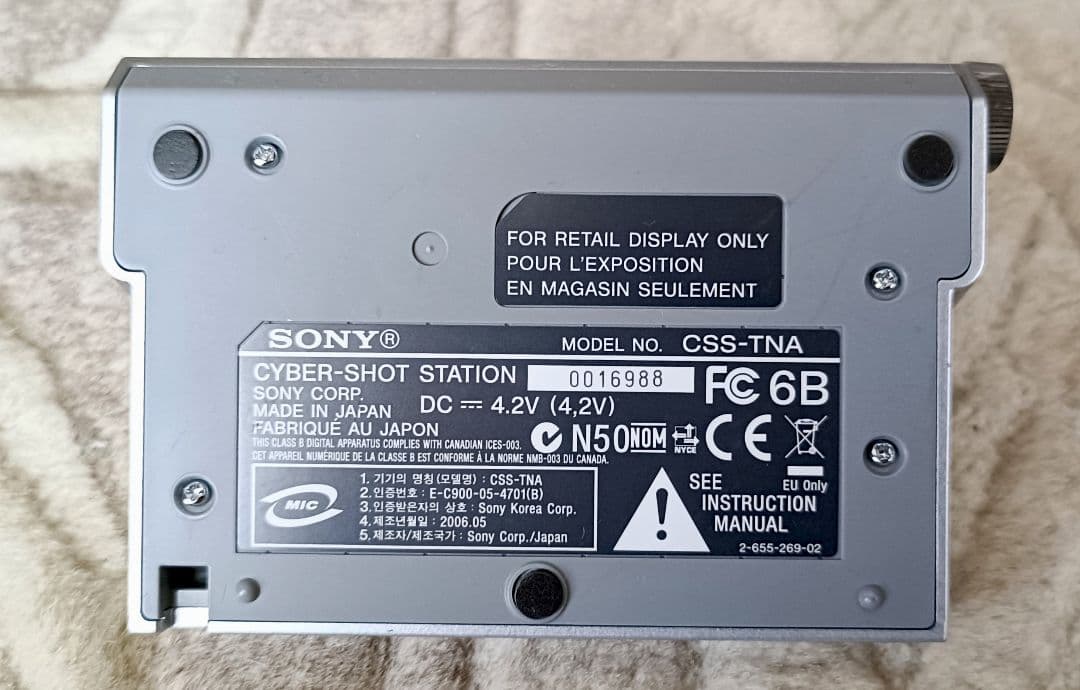 FOR RETAIL DISPLAY ONLY
POUR L'EXPOSITION
EN MAGASIN SEULEMENT
SONY® MODEL NO. CSS-TNA
CYBER-SHOT STATION 0016988 FC 6B
SONY CORP.
MADE IN JAPAN DC ⎓ 4.2V (4,2V)
FABRIQUÉ AU JAPON
THIS CLASS B DIGITAL APPARATUS COMPLIES WITH CANADIAN ICES-003.
CET APPAREIL NUMÉRIQUE DE LA CLASSE B EST CONFORME À LA NORME NMB-003 DU CANADA.
N50 NOM NYCE CE
EU Only
MIC
1. 기기의 명칭(모델명) : CSS-TNA
2. 인증번호 : E-C900-05-4701(B)
3. 인증받은자의 상호 : Sony Korea Corp.
4. 제조년월일 : 2006.05
5. 제조자/제조국가 : Sony Corp./Japan
SEE
INSTRUCTION
MANUAL
2-655-269-02